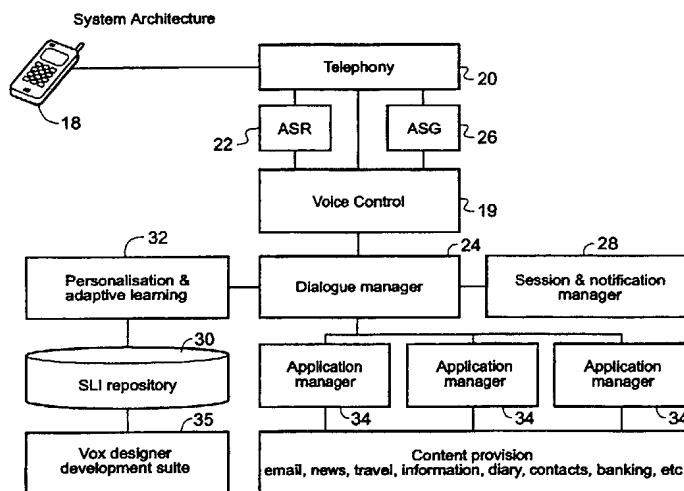 System Architecture
Telephony
20
18
22
ASR
ASG
26
Voice Control
19
32
24
28
Personalisation &
adaptive learning
Dialogue manager
Session & notification
manager
30
SLI repository
Application
manager
Application
manager
Application
manager
34
34
34
35
Vox designer
development suite
Content provision
email, news, travel, information, diary, contacts, banking, etc